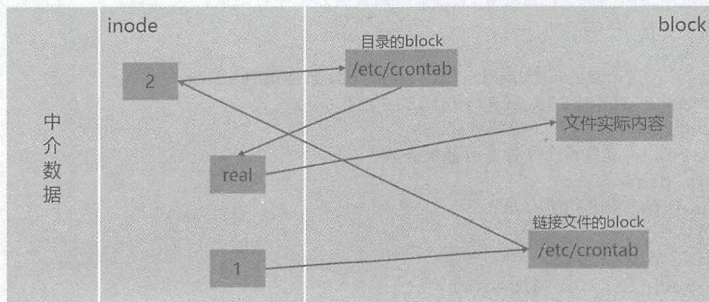 inode
block
目录的block
2
/etc/crontab
中介数据
文件实际内容
real
链接文件的block
1
/etc/crontab